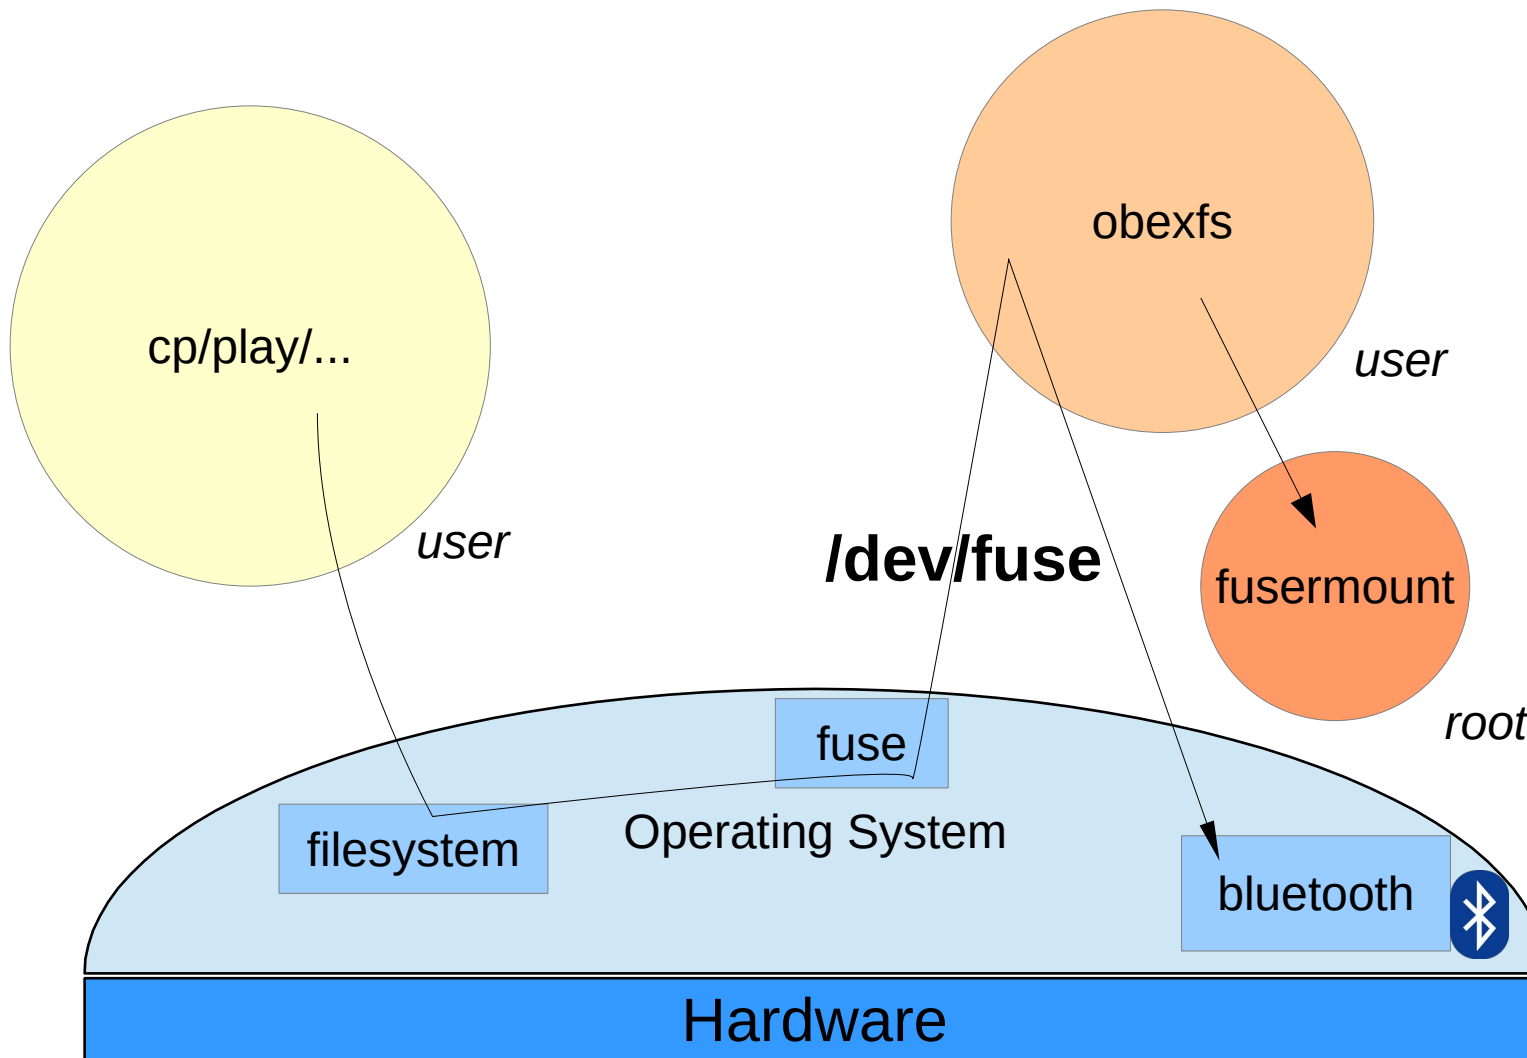 obexfs
cp/play/...
user
user
/dev/fuse
fusermount
root
fuse
Operating System
filesystem
bluetooth
Hardware